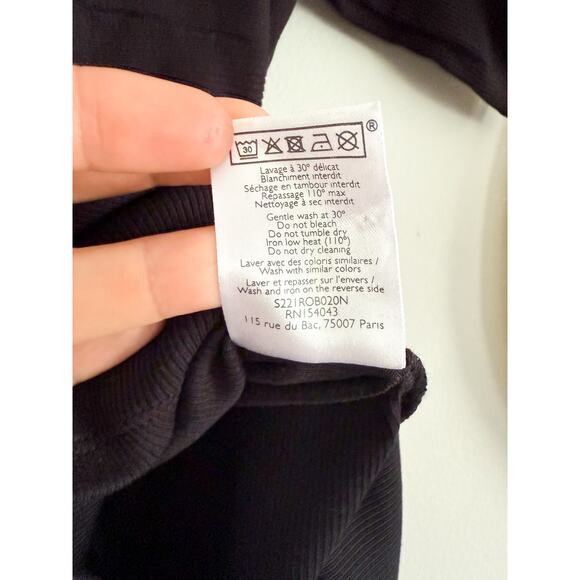 30 ®
Lavage à 30° délicat
Blanchiment interdit
Séchage en tambour interdit
Repassage 110° max
Nettoyage à sec interdit
Gentle wash at 30°
Do not bleach
Do not tumble dry
Iron low heat (110°)
Do not dry cleaning
Laver avec des coloris similaires /
Wash with similar colors
Laver et repasser sur l'envers /
Wash and iron on the reverse side
S221ROB020N
RN154043
115 rue du Bac, 75007 Paris